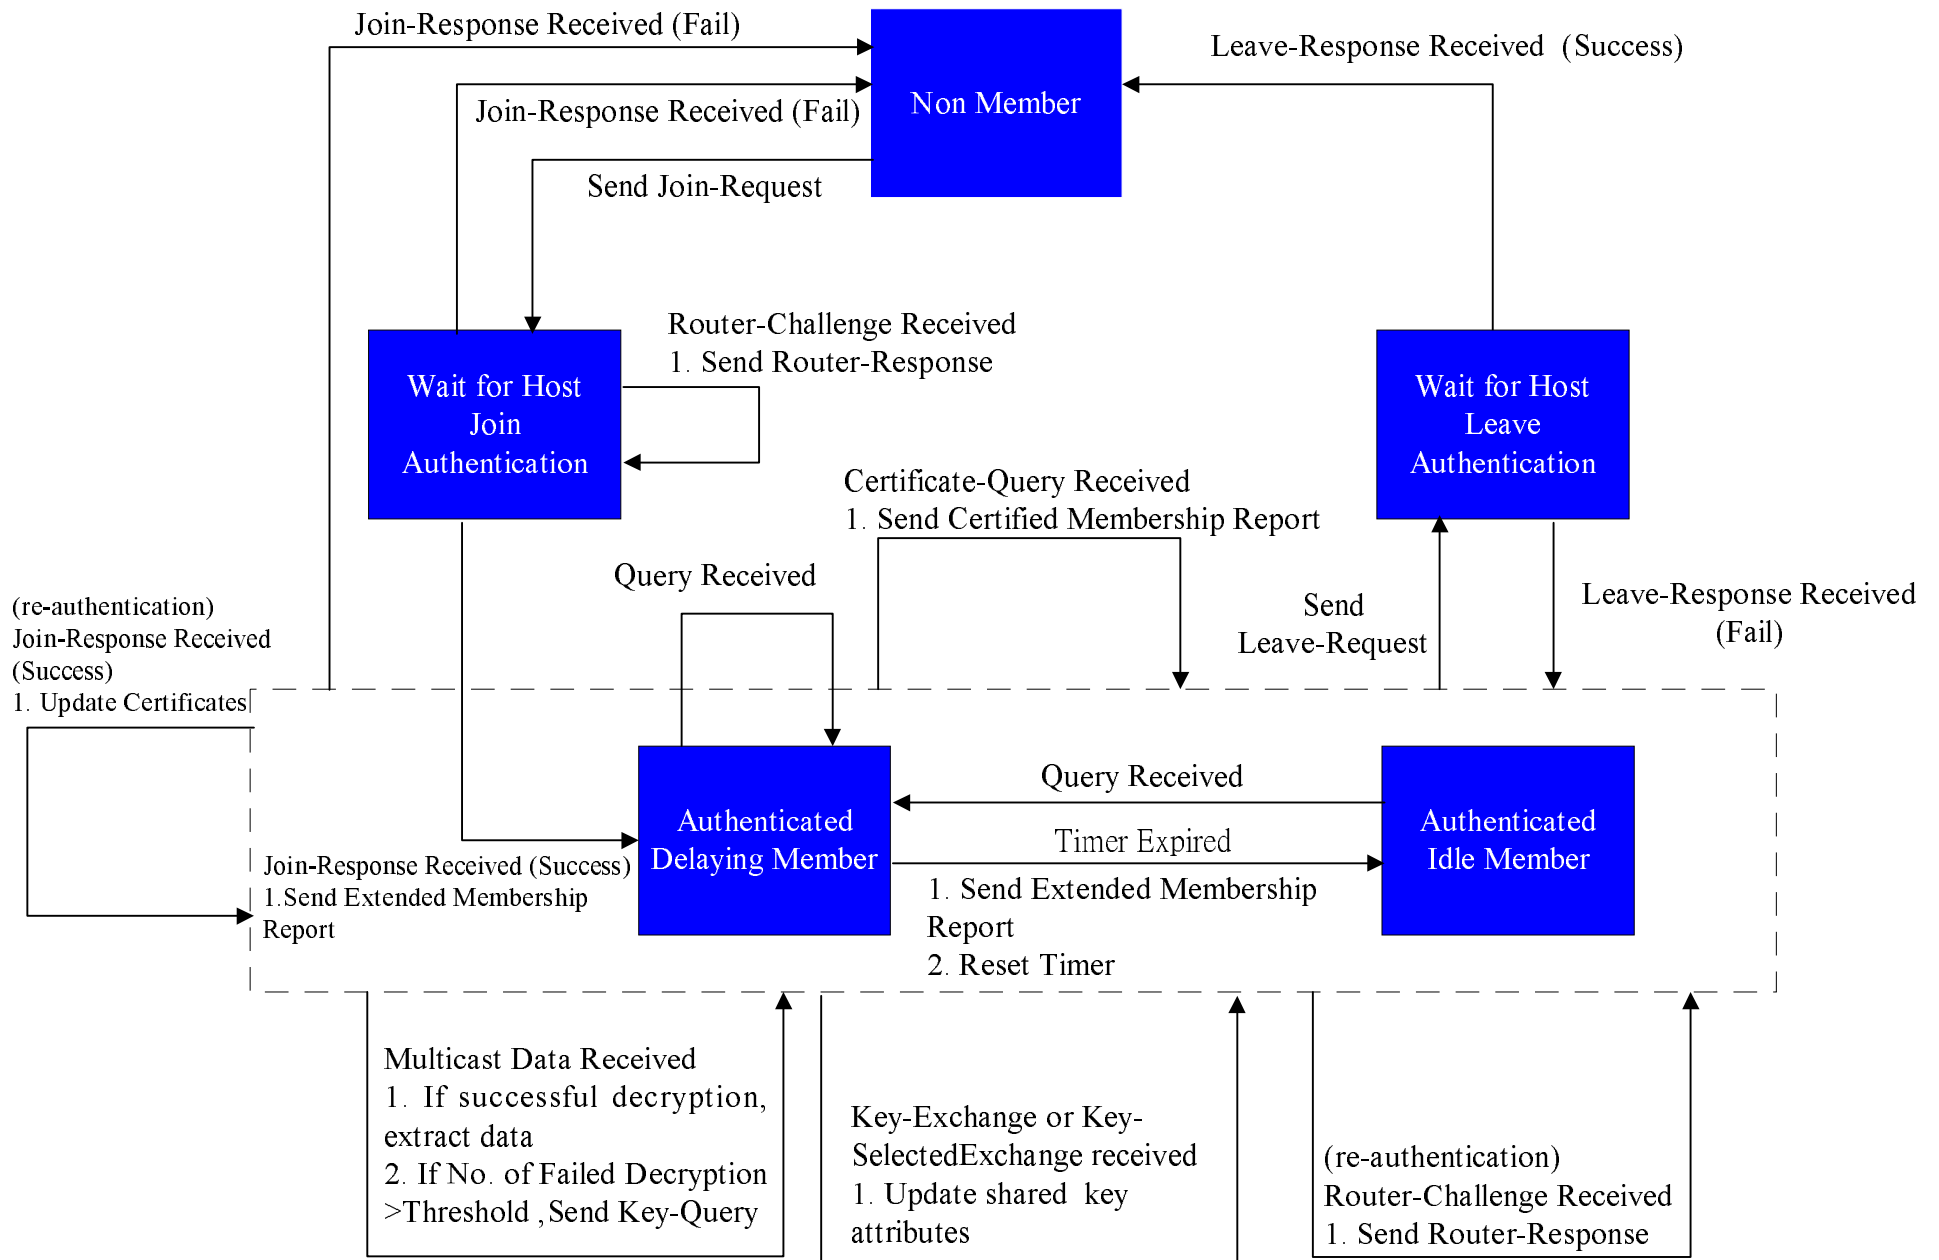 Join-Response Received (Fail)
Leave-Response Received (Success)
Join-Response Received (Fail)
Non Member
Send Join-Request
Router-Challenge Received
1. Send Router-Response
Wait for Host
Join
Authentication
Wait for Host
Leave
Authentication
Certificate-Query Received
1. Send Certified Membership Report
Query Received
(re-authentication)
Join-Response Received
(Success)
1. Update Certificates
Send
Leave-Request
Leave-Response Received
(Fail)
Query Received
Authenticated
Delaying Member
Timer Expired
Authenticated
Idle Member
Join-Response Received (Success)
1.Send Extended Membership
Report
1. Send Extended Membership
Report
2. Reset Timer
Multicast Data Received
1. If successful decryption,
extract data
2. If No. of Failed Decryption
>Threshold ,Send Key-Query
Key-Exchange or Key-
SelectedExchange received
1. Update shared key
attributes
(re-authentication)
Router-Challenge Received
1. Send Router-Response